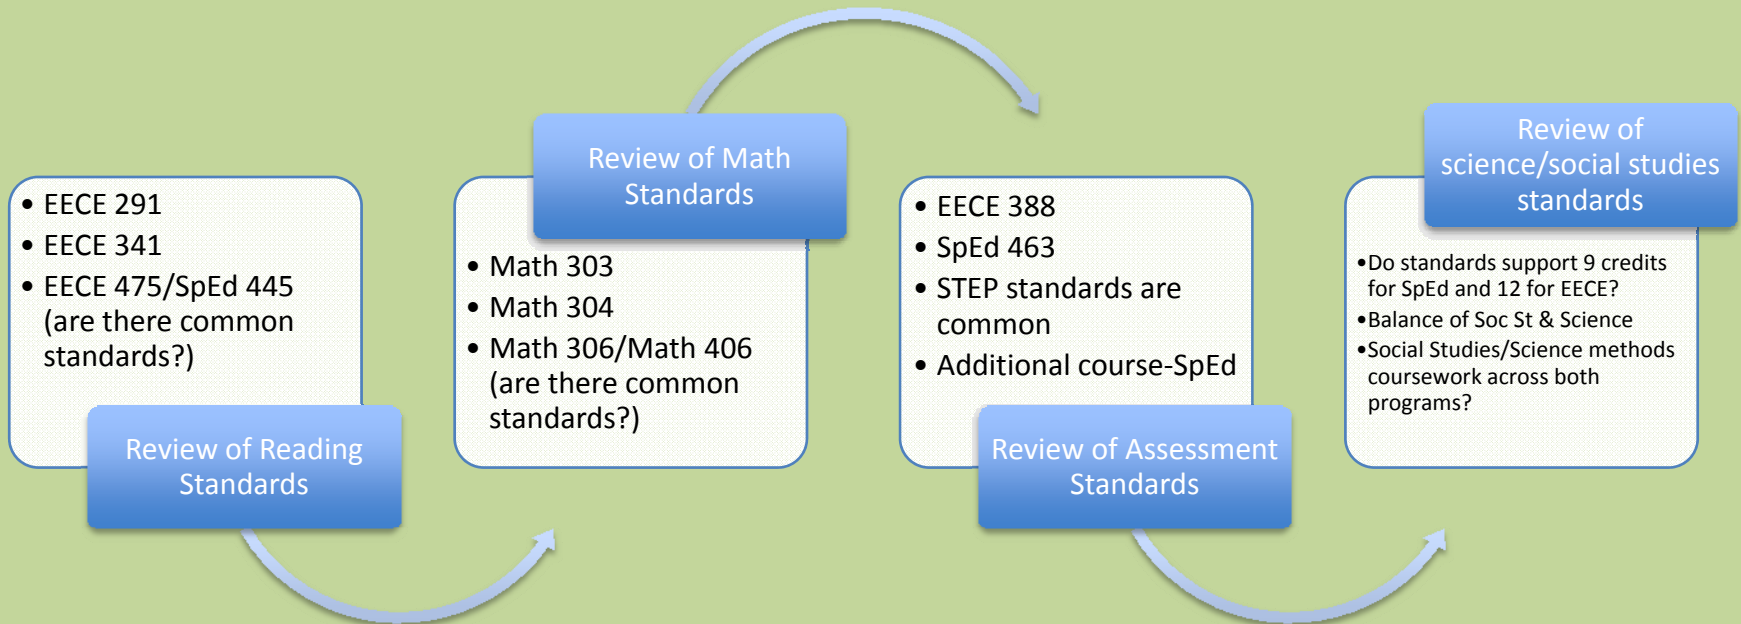 • EECE 291
• EECE 341
• EECE 475/SpEd 445
(are there common
standards?)
Review of Reading
Standards
Review of Math
Standards
• Math 303
• Math 304
• Math 306/Math 406
(are there common
standards?)
• EECE 388
• SpEd 463
• STEP standards are
common
• Additional course-SpEd
Review of Assessment
Standards
Review of
science/social studies
standards
•Do standards support 9 credits
for SpEd and 12 for EECE?
•Balance of Soc St & Science
•Social Studies/Science methods
coursework across both
programs?